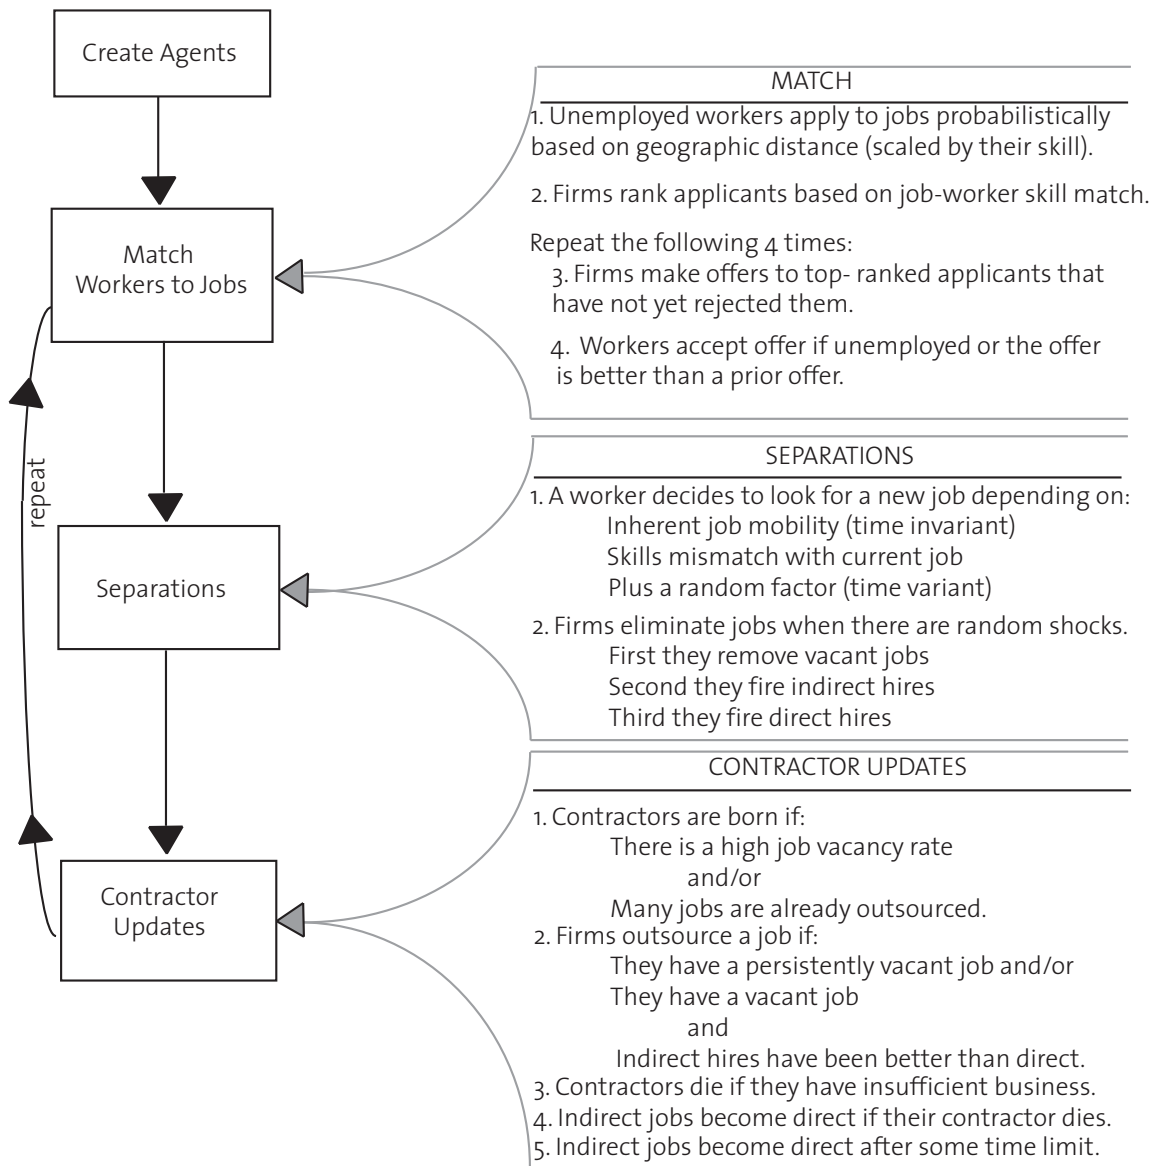 Create Agents
Match
Workers to Jobs
repeat
Separations
Contractor
Updates
MATCH
1. Unemployed workers apply to jobs probabilistically
based on geographic distance (scaled by their skill).
2. Firms rank applicants based on job-worker skill match.
Repeat the following 4 times:
3. Firms make offers to top- ranked applicants that
have not yet rejected them.
4. Workers accept offer if unemployed or the offer
is better than a prior offer.
SEPARATIONS
1. A worker decides to look for a new job depending on:
Inherent job mobility (time invariant)
Skills mismatch with current job
Plus a random factor (time variant)
2. Firms eliminate jobs when there are random shocks.
First they remove vacant jobs
Second they fire indirect hires
Third they fire direct hires
CONTRACTOR UPDATES
1. Contractors are born if:
There is a high job vacancy rate
and/or
Many jobs are already outsourced.
2. Firms outsource a job if:
They have a persistently vacant job and/or
They have a vacant job
and
Indirect hires have been better than direct.
3. Contractors die if they have insufficient business.
4. Indirect jobs become direct if their contractor dies.
5. Indirect jobs become direct after some time limit.